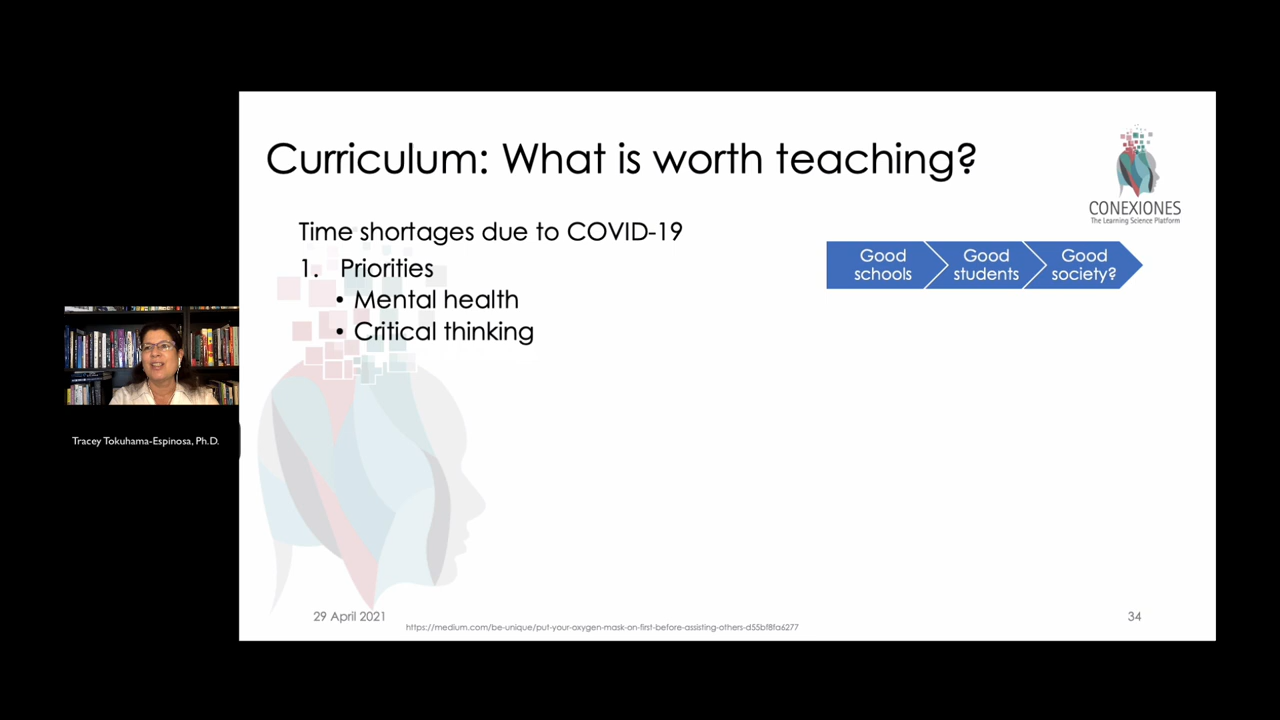 Curriculum: What is worth teaching?
CONEXIONES
The Learning Science Platform
Time shortages due to COVID-19
1. Priorities
• Mental health
• Critical thinking
Good
schools
Good
students
Good
society?
Tracey Tokuhama-Espinosa, Ph.D.
29 April 2021
https://medium.com/be-unique/put-your-oxygen-mask-on-first-before-assisting-others-d55bf8fa6277
34